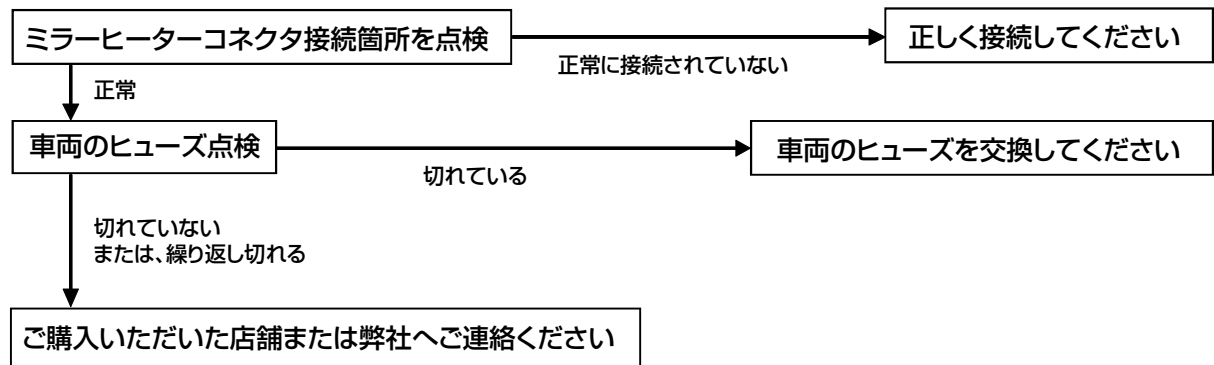 ミラーヒーターコネクタ接続箇所を点検
正常に接続されていない
正しく接続してください
正常
車両のヒューズ点検
切れている
車両のヒューズを交換してください
切れていない
または、繰り返し切れる
ご購入いただいた店舗または弊社へご連絡ください